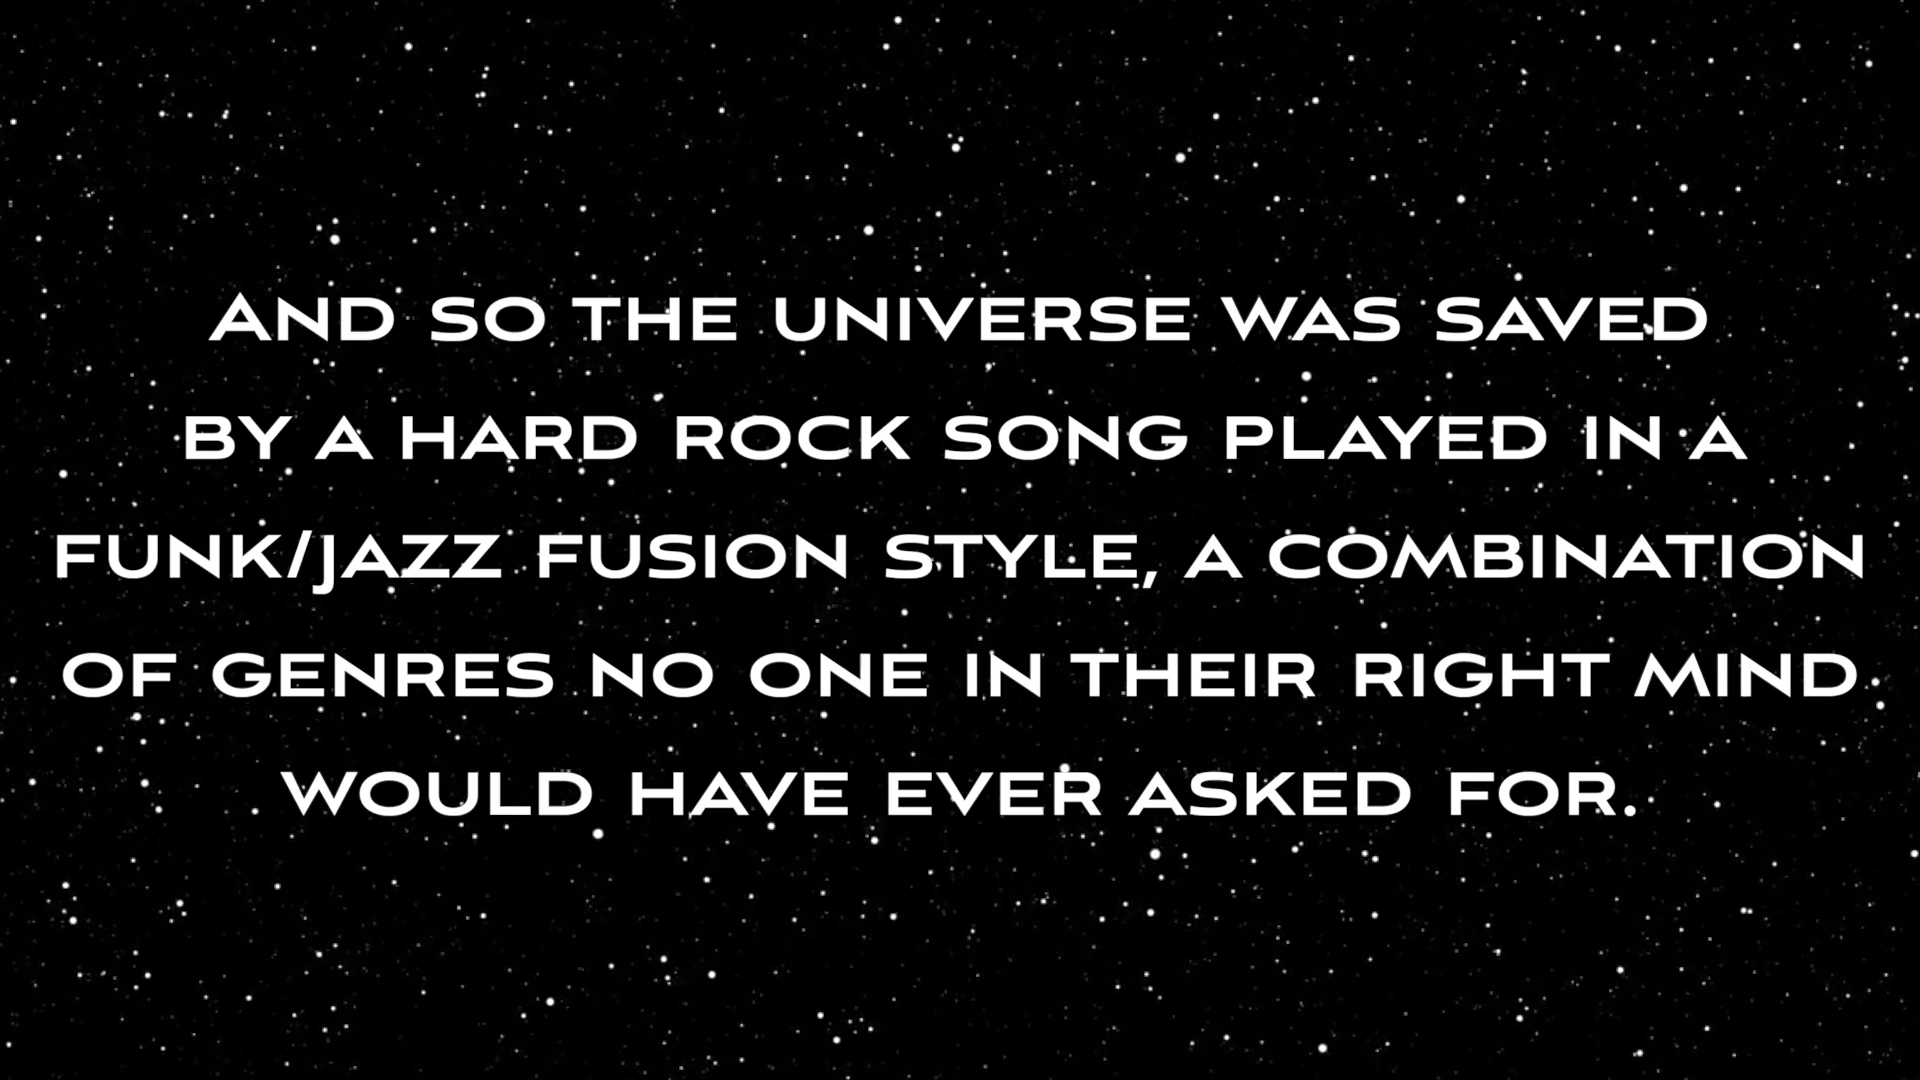 AND SO THE UNIVERSE WAS SAVED
BY A HARD ROCK SONG PLAYED IN A
FUNK/JAZZ FUSION STYLE, A COMBINATION
OF GENRES NO ONE IN THEIR RIGHT MIND
WOULD HAVE EVER ASKED FOR.